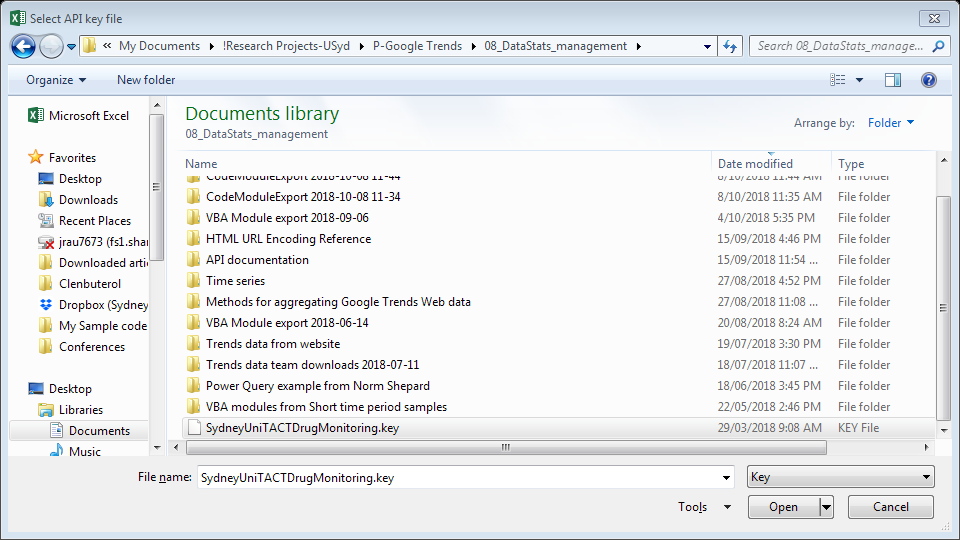 Select API key file
« My Documents ▸ !Research Projects-USyd ▸ P-Google Trends ▸ 08_DataStats_management ▸
Search 08_DataStats_manage...
Organize New folder
Microsoft Excel
Favorites
Desktop
Downloads
Recent Places
jrau7673 (fs1.shar
Downloaded artic
Clenbuterol
Dropbox (Sydney
My Sample code
Conferences
Desktop
Libraries
Documents
Music
Documents library
08_DataStats_management
Arrange by: Folder
Name Date modified Type
CodeModuleExport 2018-10-08 11-44 8/10/2018 11:44 AM File folder
CodeModuleExport 2018-10-08 11-34 8/10/2018 11:35 AM File folder
VBA Module export 2018-09-06 4/10/2018 5:35 PM File folder
HTML URL Encoding Reference 15/09/2018 4:46 PM File folder
API documentation 15/09/2018 11:54 ... File folder
Time series 27/08/2018 4:52 PM File folder
Methods for aggregating Google Trends Web data 27/08/2018 11:08 ... File folder
VBA Module export 2018-06-14 20/08/2018 8:24 AM File folder
Trends data from website 19/07/2018 3:30 PM File folder
Trends data team downloads 2018-07-11 18/07/2018 11:07 ... File folder
Power Query example from Norm Shepard 18/06/2018 3:45 PM File folder
VBA modules from Short time period samples 22/05/2018 2:46 PM File folder
SydneyUniTACTDrugMonitoring.key 29/03/2018 9:08 AM KEY File
File name: SydneyUniTACTDrugMonitoring.key Key
Tools Open Cancel